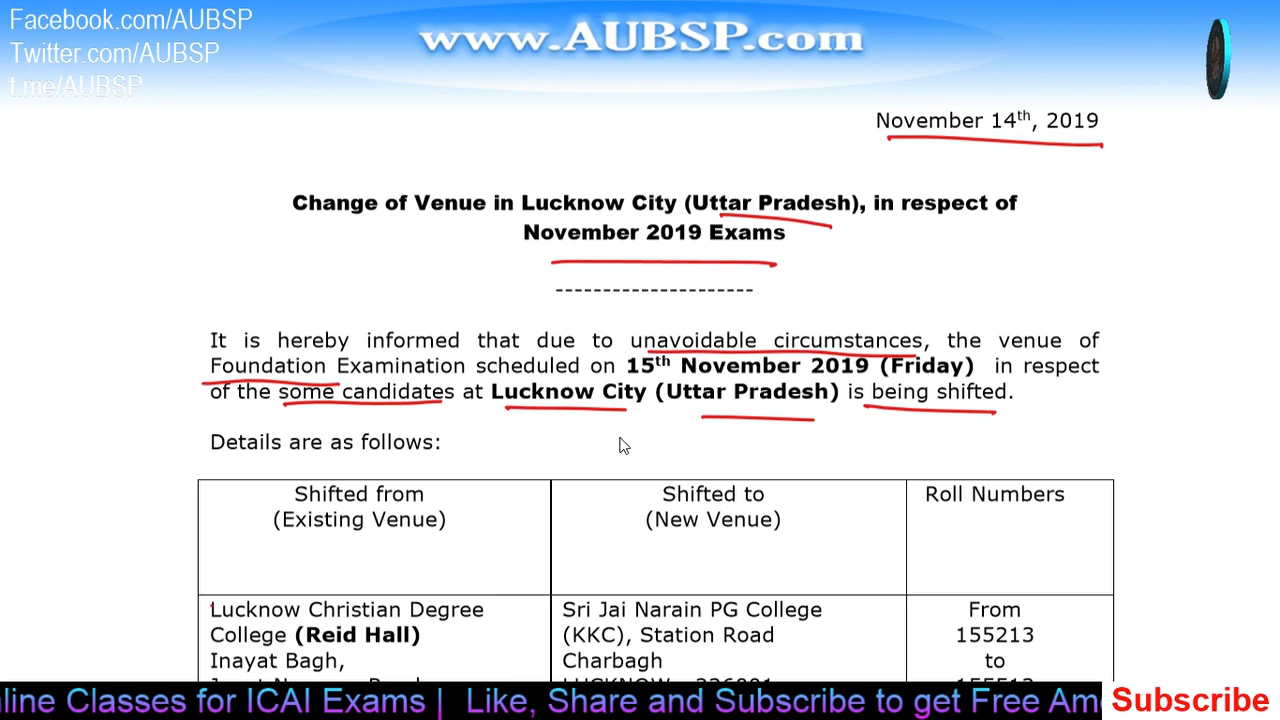 Facebook.com/AUBSP
Twitter.com/AUBSP
t.me/AUBSP
www.AUBSP.com
November 14th, 2019
Change of Venue in Lucknow City (Uttar Pradesh), in respect of
November 2019 Exams
---------------------
It is hereby informed that due to unavoidable circumstances, the venue of
Foundation Examination scheduled on 15th November 2019 (Friday) in respect
of the some candidates at Lucknow City (Uttar Pradesh) is being shifted.
Details are as follows:
Shifted from
(Existing Venue)
Shifted to
(New Venue)
Roll Numbers
Lucknow Christian Degree
College (Reid Hall)
Inayat Bagh,
Sri Jai Narain PG College
(KKC), Station Road
Charbagh
From
155213
to
Classes for ICAI Exams | Like, Share and Subscribe to get Free
Subscribe